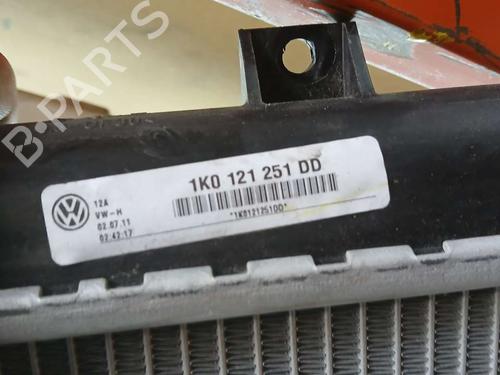 B-PARTS
12A
VW-H
02.07.11
02:42:17
1K0 121 251 DD
*1K0121251DD*